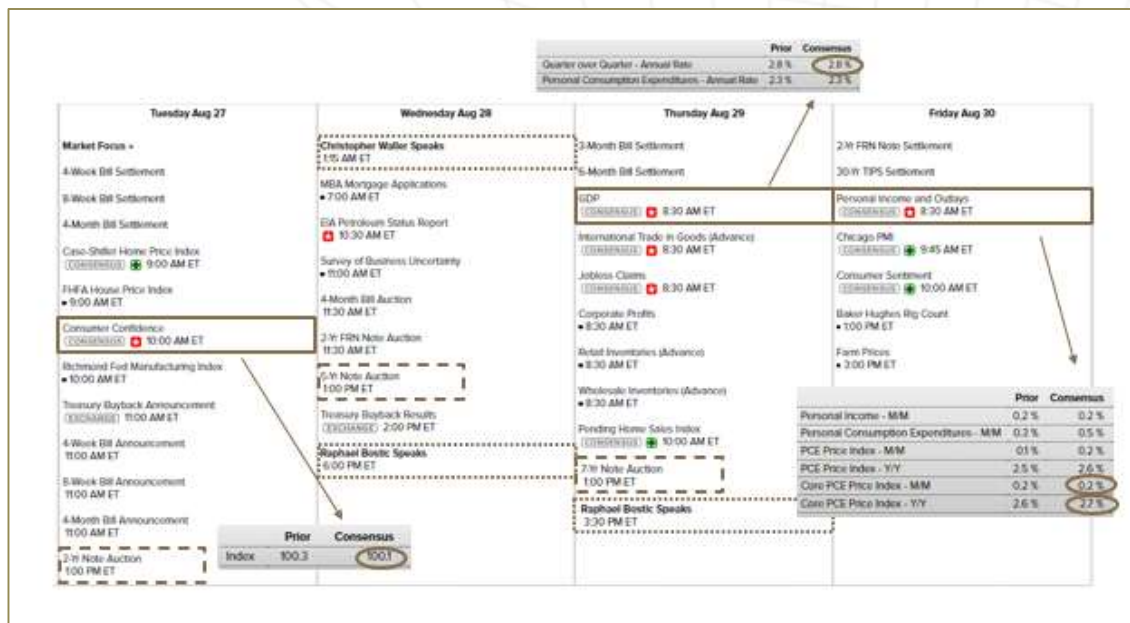 Prior Consensus
Quarter over Quarter - Annual Rate 2.8 % 2.8 %
Personal Consumption Expenditures - Annual Rate 2.3 % 2.3 %
Tuesday Aug 27
Market Focus »
4-Week Bill Settlement
8-Week Bill Settlement
4-Month Bill Settlement
Case-Shiller Home Price Index
CONSENSUS 9:00 AM ET
FHFA House Price Index
9:00 AM ET
Consumer Confidence
CONSENSUS 10:00 AM ET
Richmond Fed Manufacturing Index
10:00 AM ET
Treasury Buyback Announcement
EXCHANGE 11:00 AM ET
4-Week Bill Announcement
11:00 AM ET
8-Week Bill Announcement
11:00 AM ET
4-Month Bill Announcement
11:00 AM ET
2-Yr Note Auction
1:00 PM ET
Prior Consensus
Index 100.3 100.1
Wednesday Aug 28
Christopher Waller Speaks
1:15 AM ET
MBA Mortgage Applications
7:00 AM ET
EIA Petroleum Status Report
10:30 AM ET
Survey of Business Uncertainty
11:00 AM ET
4-Month Bill Auction
11:30 AM ET
2-Yr FRN Note Auction
11:30 AM ET
5-Yr Note Auction
1:00 PM ET
Treasury Buyback Results
EXCHANGE 2:00 PM ET
Raphael Bostic Speaks
6:00 PM ET
Thursday Aug 29
3-Month Bill Settlement
6-Month Bill Settlement
GDP
CONSENSUS 8:30 AM ET
International Trade in Goods (Advance)
CONSENSUS 8:30 AM ET
Jobless Claims
CONSENSUS 8:30 AM ET
Corporate Profits
8:30 AM ET
Retail Inventories (Advance)
8:30 AM ET
Wholesale Inventories (Advance)
8:30 AM ET
Pending Home Sales Index
CONSENSUS 10:00 AM ET
7-Yr Note Auction
1:00 PM ET
Raphael Bostic Speaks
3:30 PM ET
Friday Aug 30
2-Yr FRN Note Settlement
30-Yr TIPS Settlement
Personal Income and Outlays
CONSENSUS 8:30 AM ET
Chicago PMI
CONSENSUS 9:45 AM ET
Consumer Sentiment
CONSENSUS 10:00 AM ET
Baker Hughes Rig Count
1:00 PM ET
Farm Prices
3:00 PM ET
Prior Consensus
Personal Income - M/M 0.2 % 0.2 %
Personal Consumption Expenditures - M/M 0.3 % 0.5 %
PCE Price Index - M/M 0.1 % 0.2 %
PCE Price Index - Y/Y 2.5 % 2.6 %
Core PCE Price Index - M/M 0.2 % 0.2 %
Core PCE Price Index - Y/Y 2.6 % 2.7 %